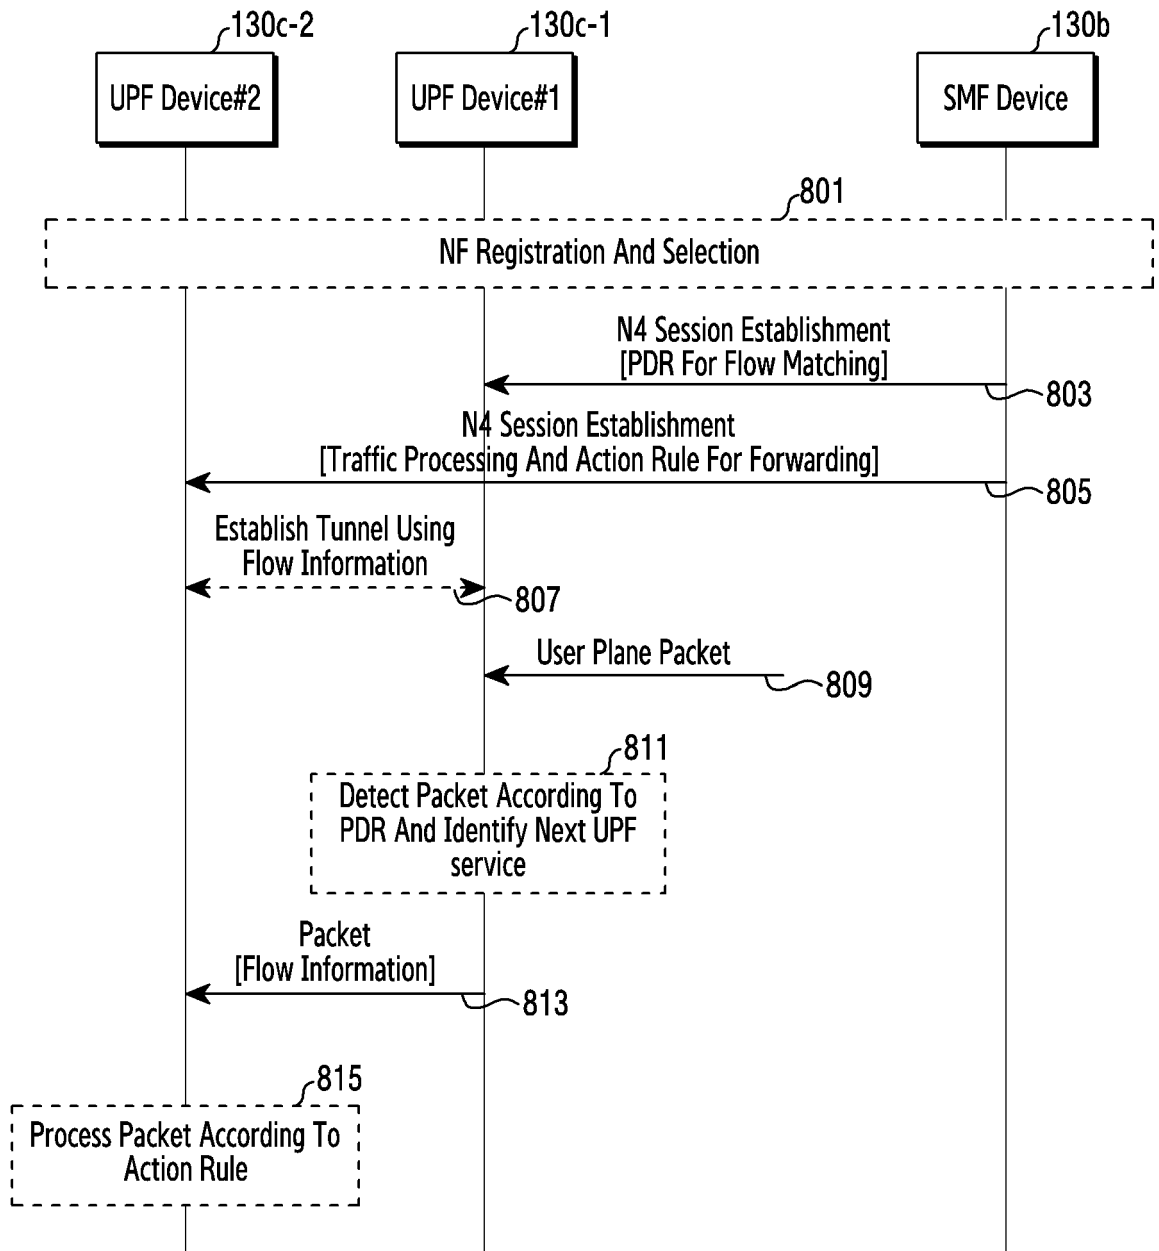 130c-2
130c-1
130b
UPF Device#2
UPF Device#1
SMF Device
801
NF Registration And Selection
N4 Session Establishment
[PDR For Flow Matching]
803
N4 Session Establishment
[Traffic Processing And Action Rule For Forwarding]
805
Establish Tunnel Using
Flow Information
807
User Plane Packet
809
811
Detect Packet According To
PDR And Identify Next UPF
service
Packet
[Flow Information]
813
815
Process Packet According To
Action Rule